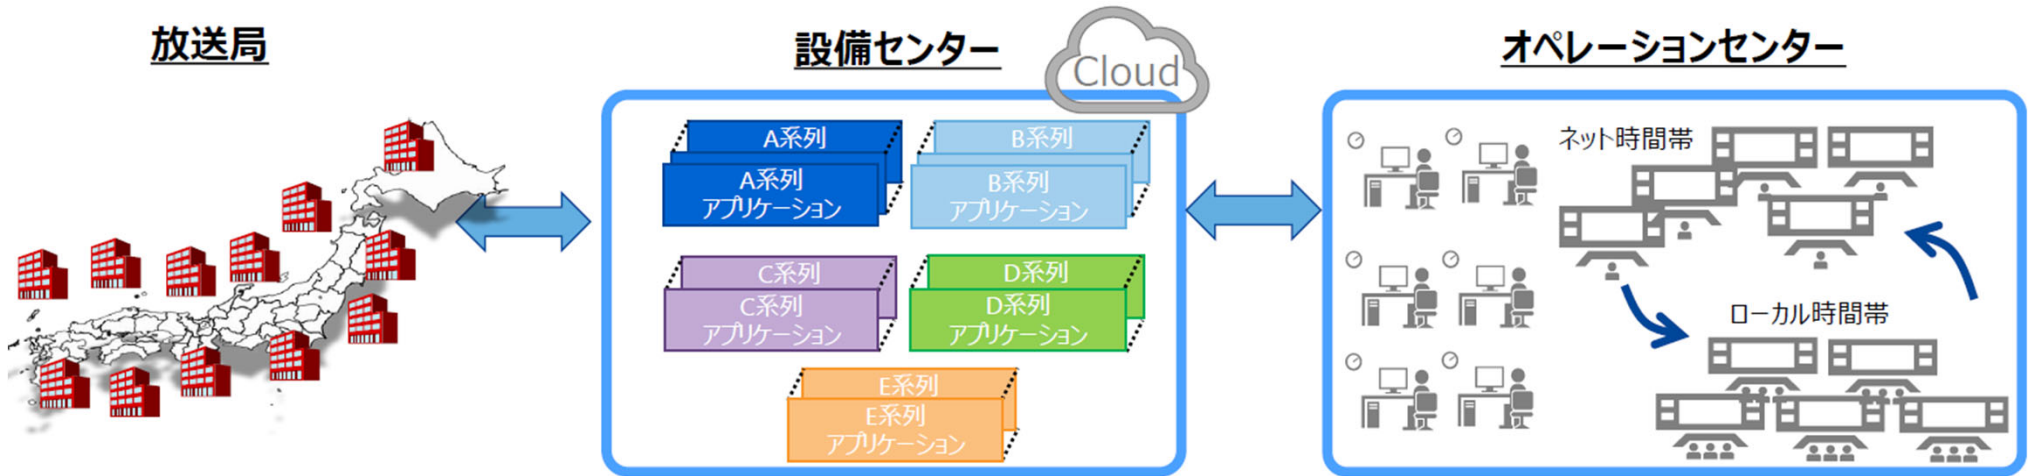 放送局
設備センター
Cloud
オペレーションセンター
A系列
A系列
アプリケーション
B系列
B系列
アプリケーション
C系列
C系列
アプリケーション
D系列
D系列
アプリケーション
E系列
E系列
アプリケーション
ネット時間帯
ローカル時間帯